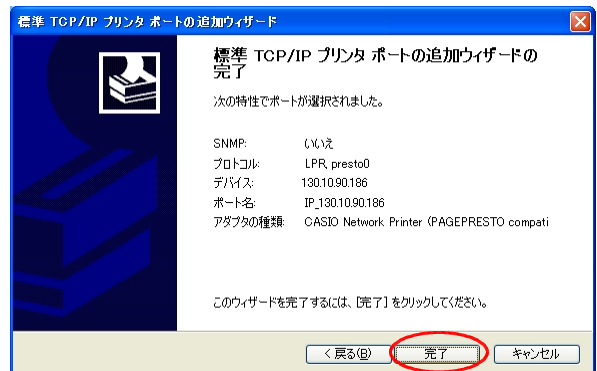 標準 TCP/IP プリンタ ポートの追加ウィザード
標準 TCP/IP プリンタ ポートの追加ウィザードの
完了
次の特性でポートが選択されました。
SNMP: いいえ
プロトコル: LPR, presto0
デバイス: 130.10.90.186
ポート名: IP_130.10.90.186
アダプタの種類: CASIO Network Printer (PAGEPRESTO compati
このウィザードを完了するには、[完了] をクリックしてください。
< 戻る(B) 完了 キャンセル